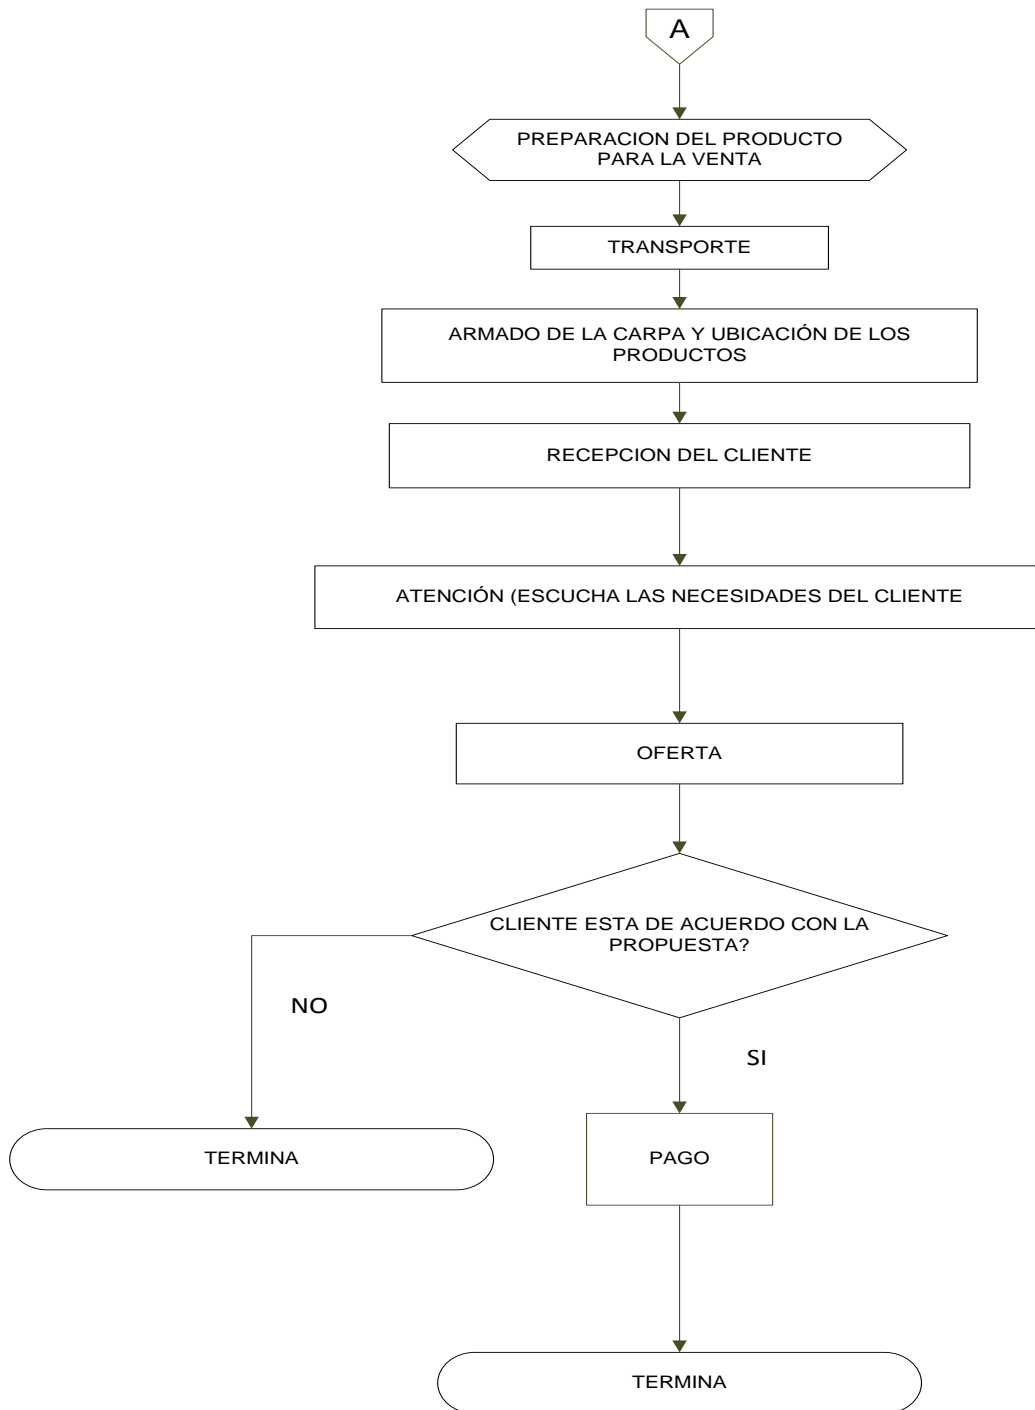 A
PREPARACION DEL PRODUCTO
PARA LA VENTA
TRANSPORTE
ARMADO DE LA CARPA Y UBICACIÓN DE LOS
PRODUCTOS
RECEPCION DEL CLIENTE
ATENCIÓN (ESCUCHA LAS NECESIDADES DEL CLIENTE
OFERTA
CLIENTE ESTA DE ACUERDO CON LA
PROPUESTA?
NO
SI
TERMINA
PAGO
TERMINA